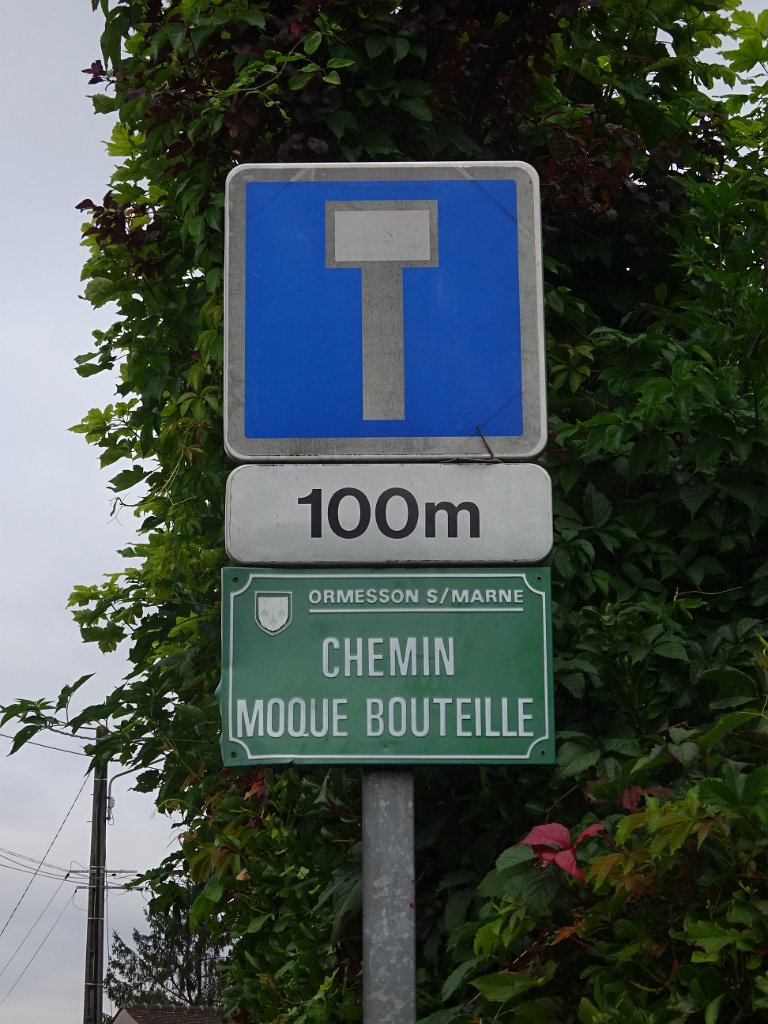 100m
ORMESSON S/MARNE
CHEMIN
MOQUE BOUTEILLE